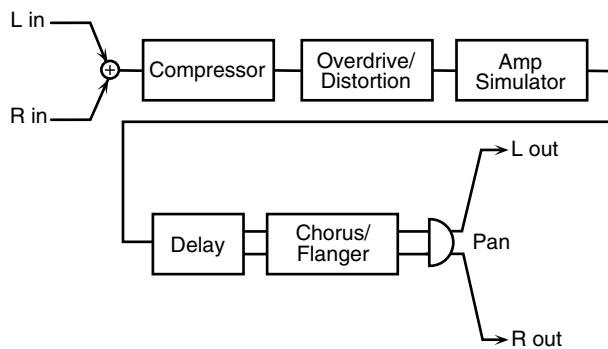 L in
R in
+
Compressor
Overdrive/
Distortion
Amp
Simulator
Delay
Chorus/
Flanger
Pan
L out
R out